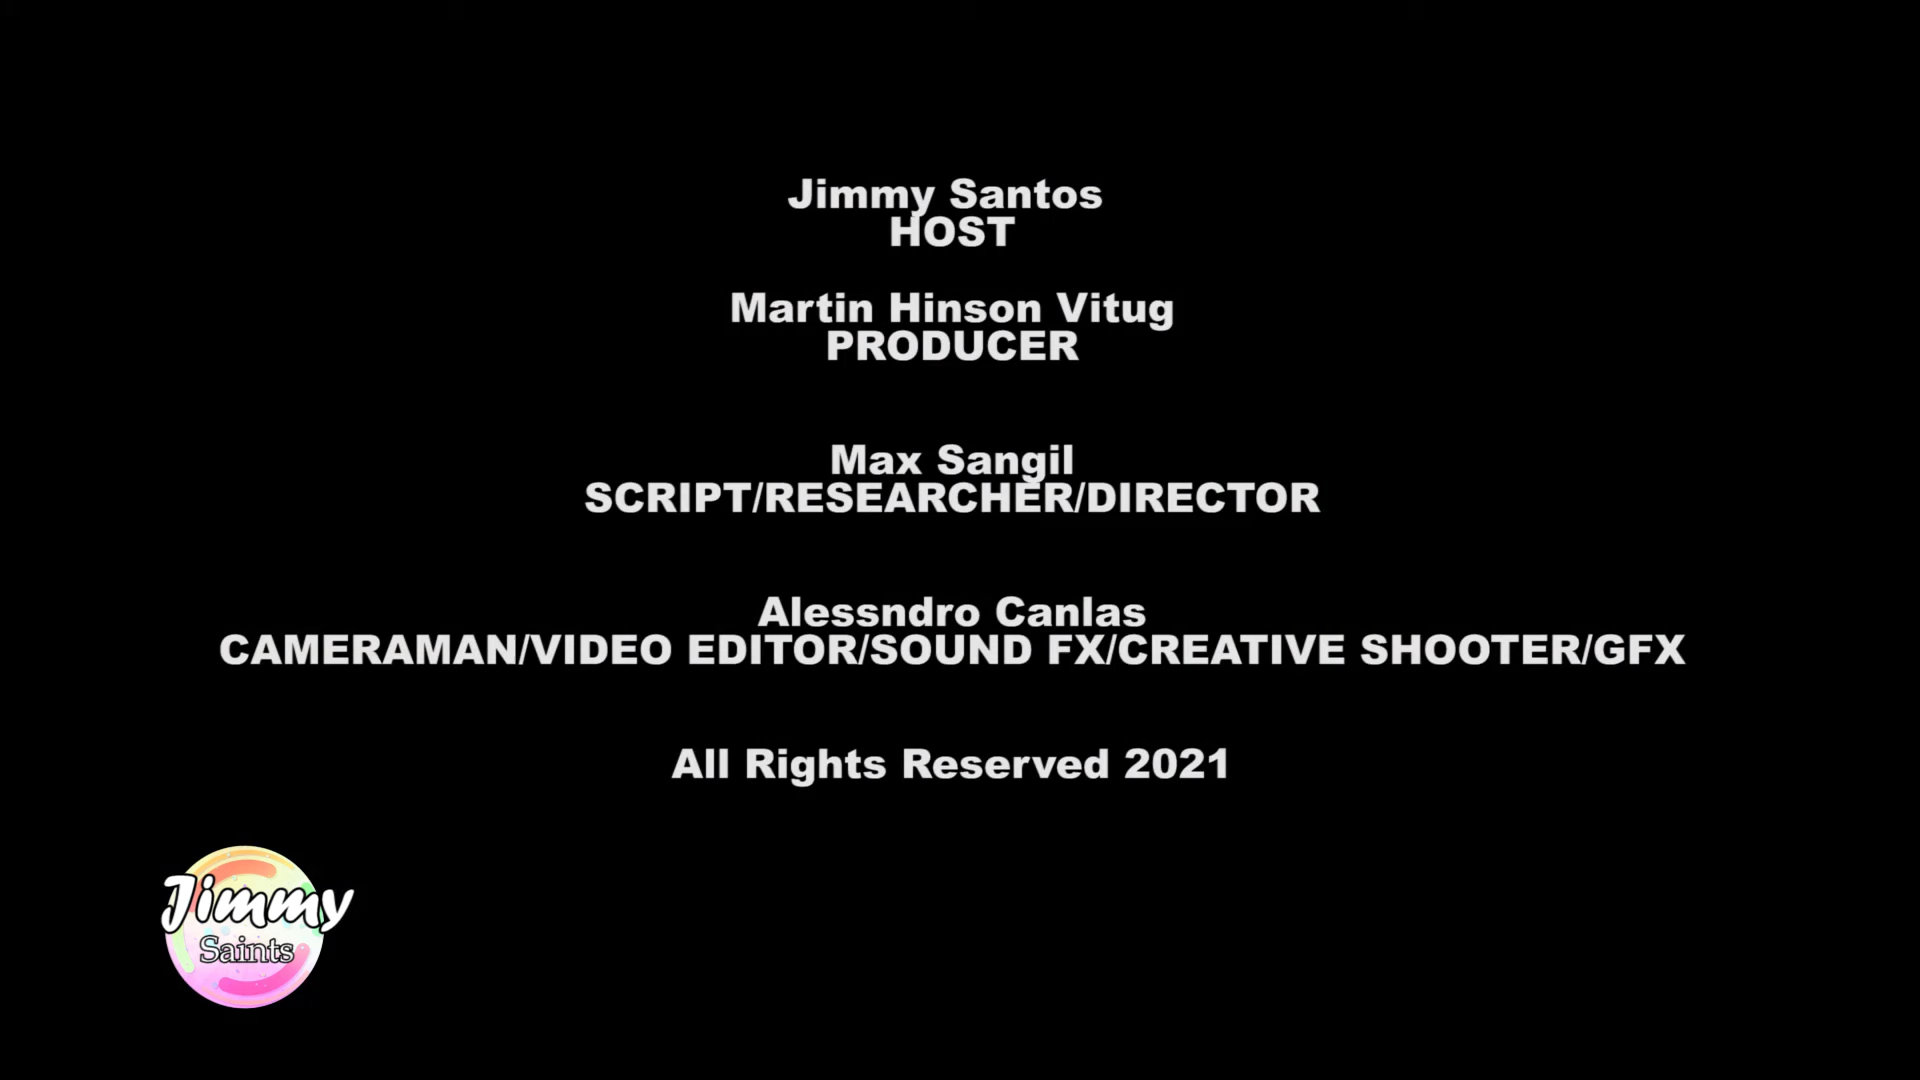 Jimmy Santos
HOST
Martin Hinson Vitug
PRODUCER
Max Sangil
SCRIPT/RESEARCHER/DIRECTOR
Alessndro Canlas
CAMERAMAN/VIDEO EDITOR/SOUND FX/CREATIVE SHOOTER/GFX
All Rights Reserved 2021
Jimmy
Saints